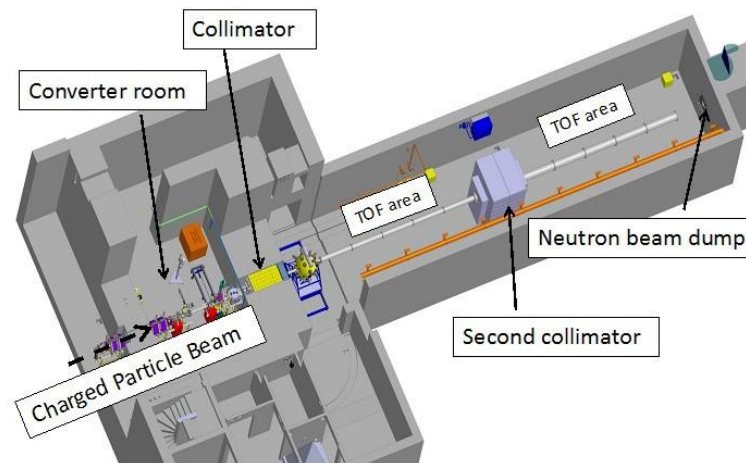 Collimator
Converter room
TOF area
TOF area
Neutron beam dump
Second collimator
Charged Particle Beam